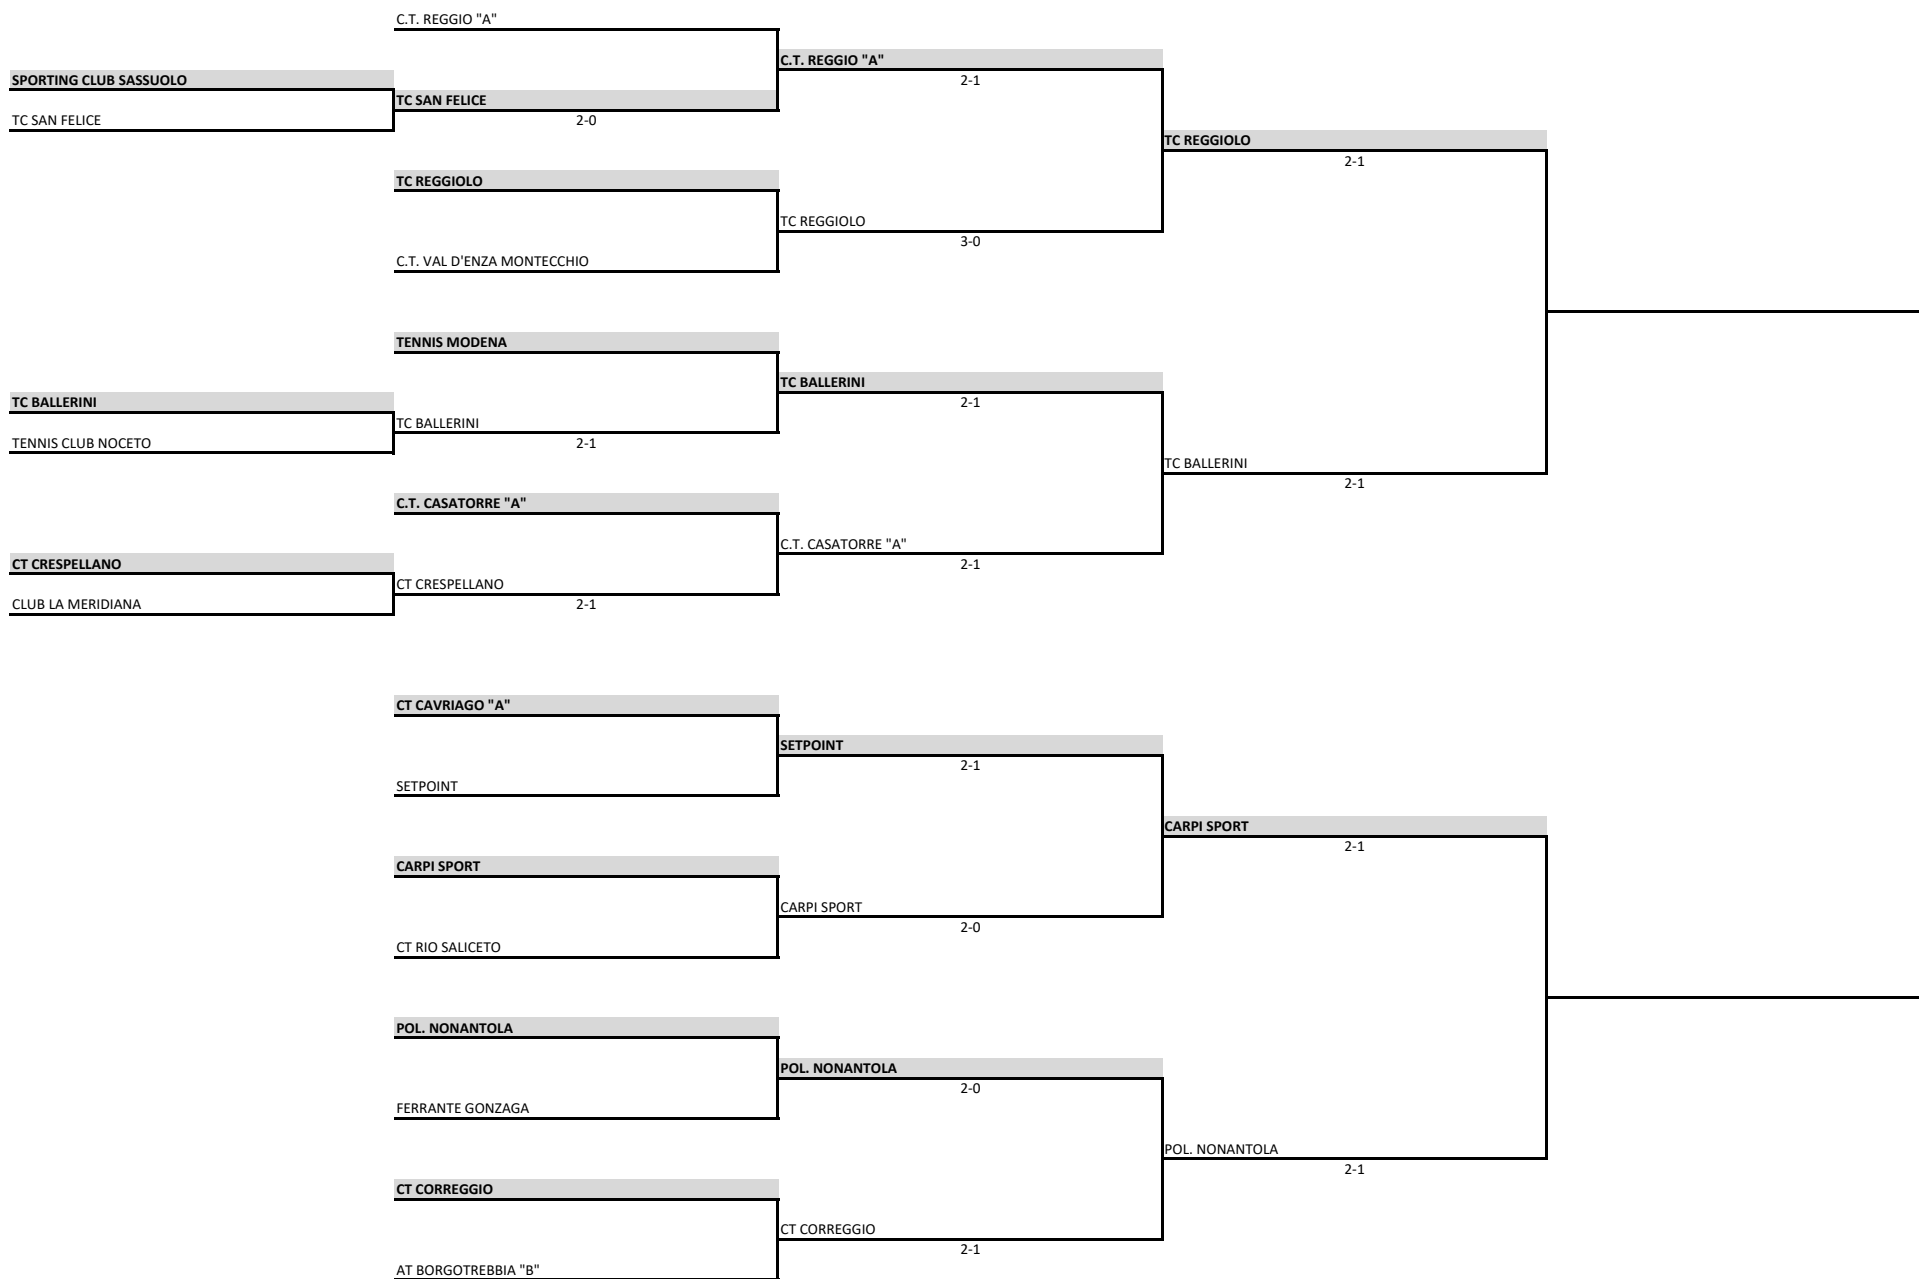 C.T. REGGIO "A"
C.T. REGGIO "A"
SPORTING CLUB SASSUOLO
2-1
TC SAN FELICE
TC SAN FELICE
2-0
TC REGGIOLO
2-1
TC REGGIOLO
TC REGGIOLO
3-0
C.T. VAL D'ENZA MONTECCHIO
TENNIS MODENA
TC BALLERINI
TC BALLERINI
2-1
TC BALLERINI
TENNIS CLUB NOCETO
2-1
TC BALLERINI
2-1
C.T. CASATORRE "A"
C.T. CASATORRE "A"
CT CRESPELLANO
2-1
CT CRESPELLANO
CLUB LA MERIDIANA
2-1
CT CAVRIAGO "A"
SETPOINT
2-1
SETPOINT
CARPI SPORT
2-1
CARPI SPORT
CARPI SPORT
2-0
CT RIO SALICETO
POL. NONANTOLA
POL. NONANTOLA
2-0
FERRANTE GONZAGA
POL. NONANTOLA
2-1
CT CORREGGIO
CT CORREGGIO
2-1
AT BORGOTREBBIA "B"